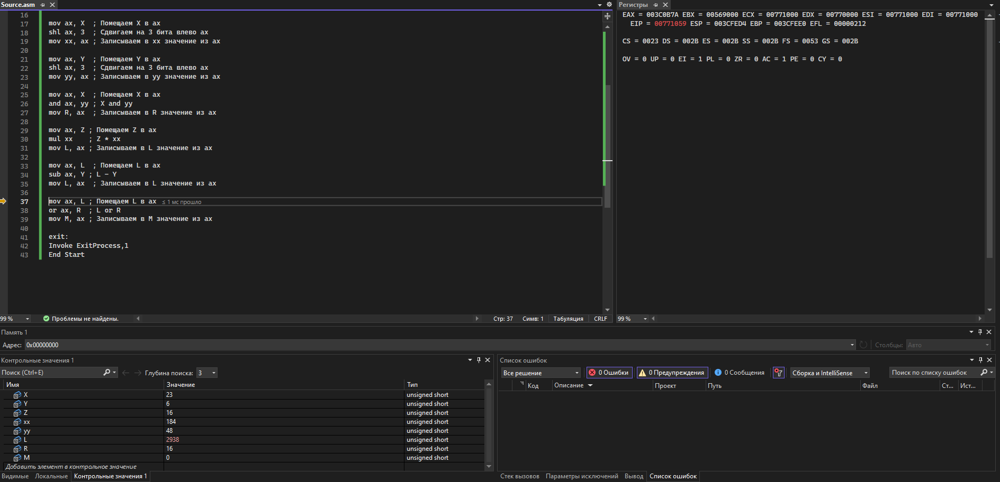 Source.asm
16
17 mov ax, X  ; Помещаем X в ax
18 shl ax, 3  ; Сдвигаем на 3 бита влево ax
19 mov xx, ax ; Записываем в xx значение из ax
20
21 mov ax, Y  ; Помещаем Y в ax
22 shl ax, 3  ; Сдвигаем на 3 бита влево ax
23 mov yy, ax ; Записываем в yy значение из ax
24
25 mov ax, X  ; Помещаем X в ax
26 and ax, yy ; X and yy
27 mov R, ax  ; Записываем в R значение из ax
28
29 mov ax, Z ; Помещаем Z в ax
30 mul xx    ; Z * xx
31 mov L, ax ; Записываем в L значение из ax
32
33 mov ax, L  ; Помещаем L в ax
34 sub ax, Y ; L - Y
35 mov L, ax  ; Записываем в L значение из ax
36
37 mov ax, L ; Помещаем L в ax ≤ 1 мс прошло
38 or ax, R  ; L or R
39 mov M, ax ; Записываем в M значение из ax
40
41 exit:
42 Invoke ExitProcess,1
43 End Start
99 % Проблемы не найдены. Стр: 37 Симв: 1 Табуляция CRLF
Регистры
EAX = 003C0B7A EBX = 00569000 ECX = 00771000 EDX = 00770000 ESI = 00771000 EDI = 00771000
EIP = 00771059 ESP = 003CFED4 EBP = 003CFEE0 EFL = 00000212
CS = 0023 DS = 002B ES = 002B SS = 002B FS = 0053 GS = 002B
OV = 0 UP = 0 EI = 1 PL = 0 ZR = 0 AC = 1 PE = 0 CY = 0
99 %
Память 1
Адрес: 0x00000000 Столбцы: Авто
Контрольные значения 1
Поиск (Ctrl+E) Глубина поиска: 3
Имя Значение Тип
X 23 unsigned short
Y 6 unsigned short
Z 16 unsigned short
xx 184 unsigned short
yy 48 unsigned short
L 2938 unsigned short
R 16 unsigned short
M 0 unsigned short
Добавить элемент в контрольное значение
Видимые Локальные Контрольные значения 1
Список ошибок
Все решение 0 Ошибки 0 Предупреждения 0 Сообщения Сборка и IntelliSense Поиск по списку ошибок
Код Описание Проект Путь Файл Ст... Ист...
Стек вызовов Параметры исключений Вывод Список ошибок